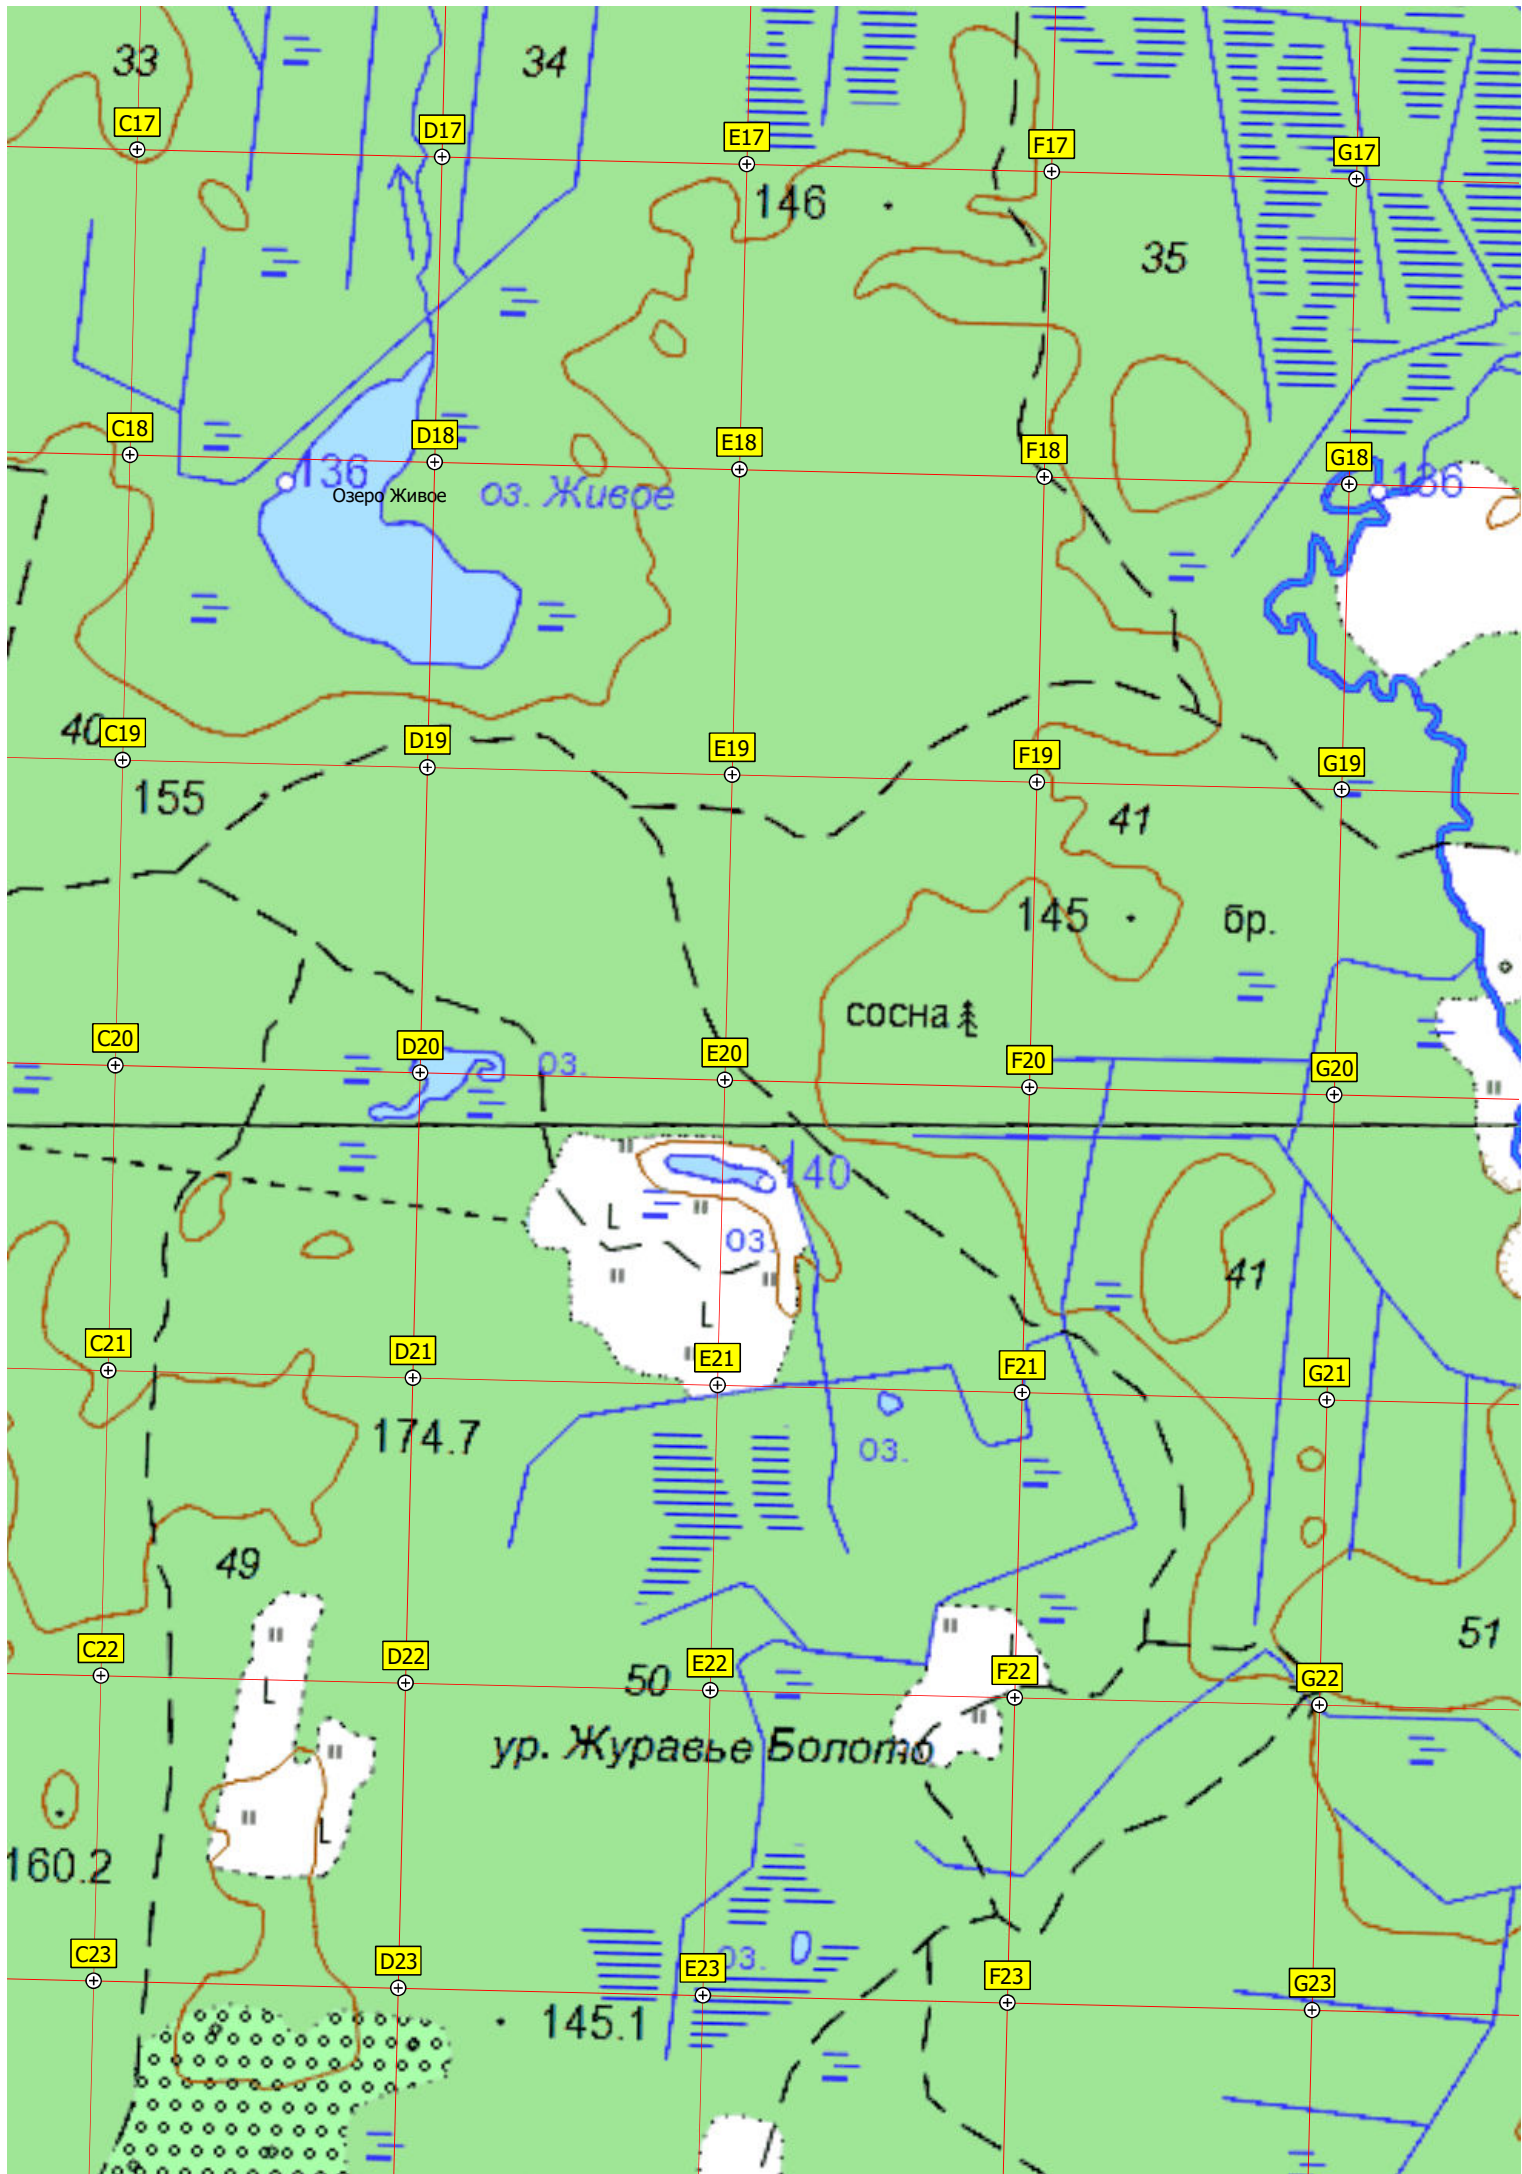 33
34
C17
D17
E17
F17
G17
146
35
C18
D18
E18
F18
G18
136
Озеро Живое
оз. Живое
136
40
C19
D19
E19
F19
G19
155
41
145
бр.
сосна
C20
D20
оз.
E20
F20
G20
140
L
оз.
41
L
C21
D21
E21
F21
G21
174.7
оз.
49
51
C22
D22
50
E22
F22
G22
L
ур. Журавье Болото
L
160.2
C23
D23
E23
оз.
F23
G23
145.1